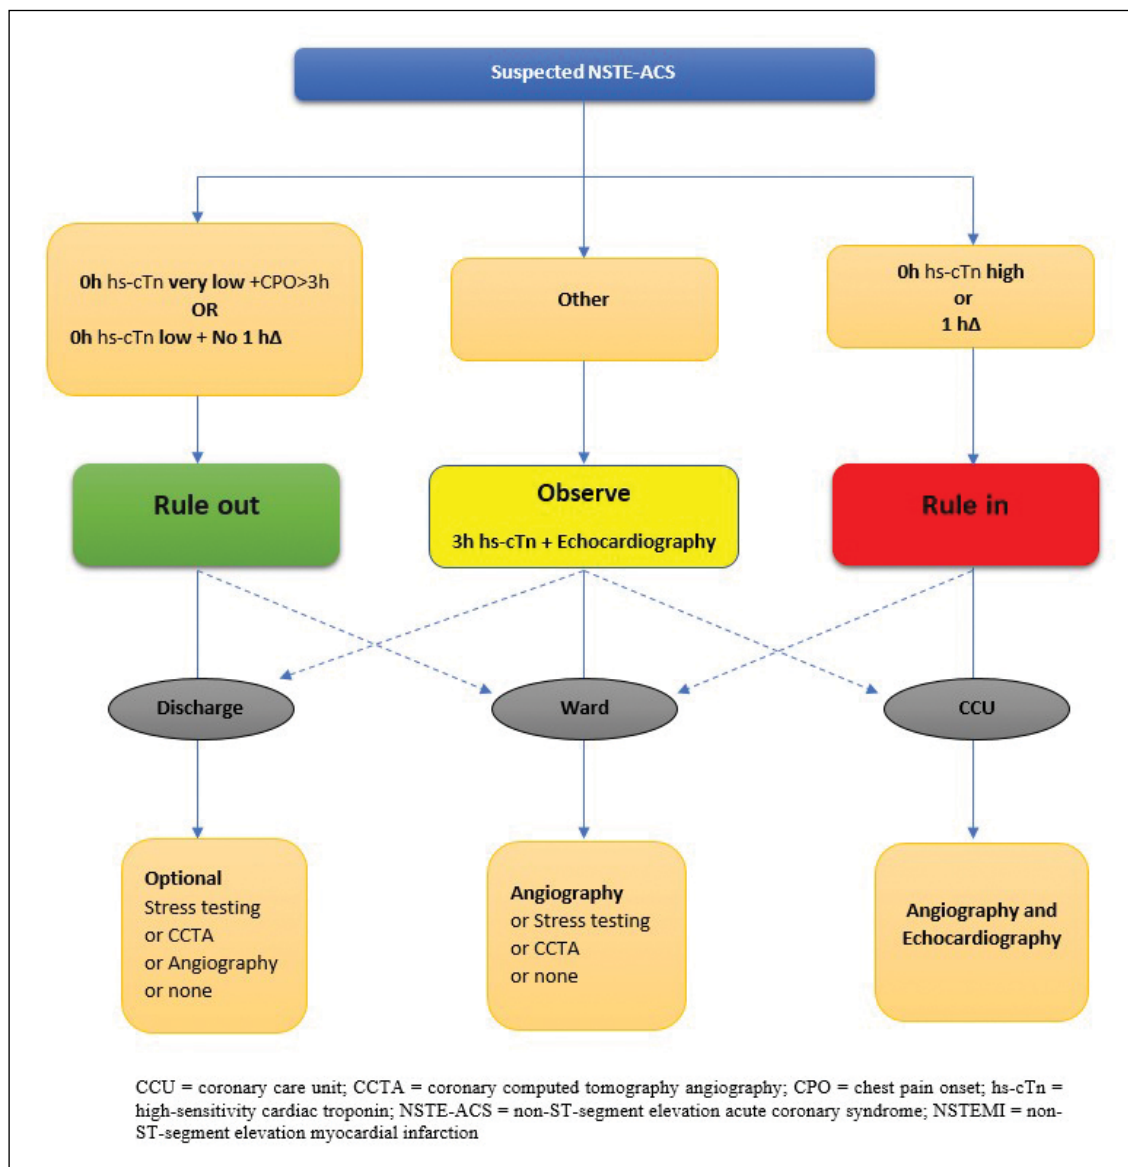 Suspected NSTE-ACS
0h hs-cTn very low +CPO>3h
OR
0h hs-cTn low + No 1 hΔ
Other
0h hs-cTn high
or
1 hΔ
Rule out
Observe
3h hs-cTn + Echocardiography
Rule in
Discharge
Ward
CCU
Optional
Stress testing
or CCTA
or Angiography
or none
Angiography
or Stress testing
or CCTA
or none
Angiography and
Echocardiography
CCU = coronary care unit; CCTA = coronary computed tomography angiography; CPO = chest pain onset; hs-cTn =
high-sensitivity cardiac troponin; NSTE-ACS = non-ST-segment elevation acute coronary syndrome; NSTEMI = non-
ST-segment elevation myocardial infarction